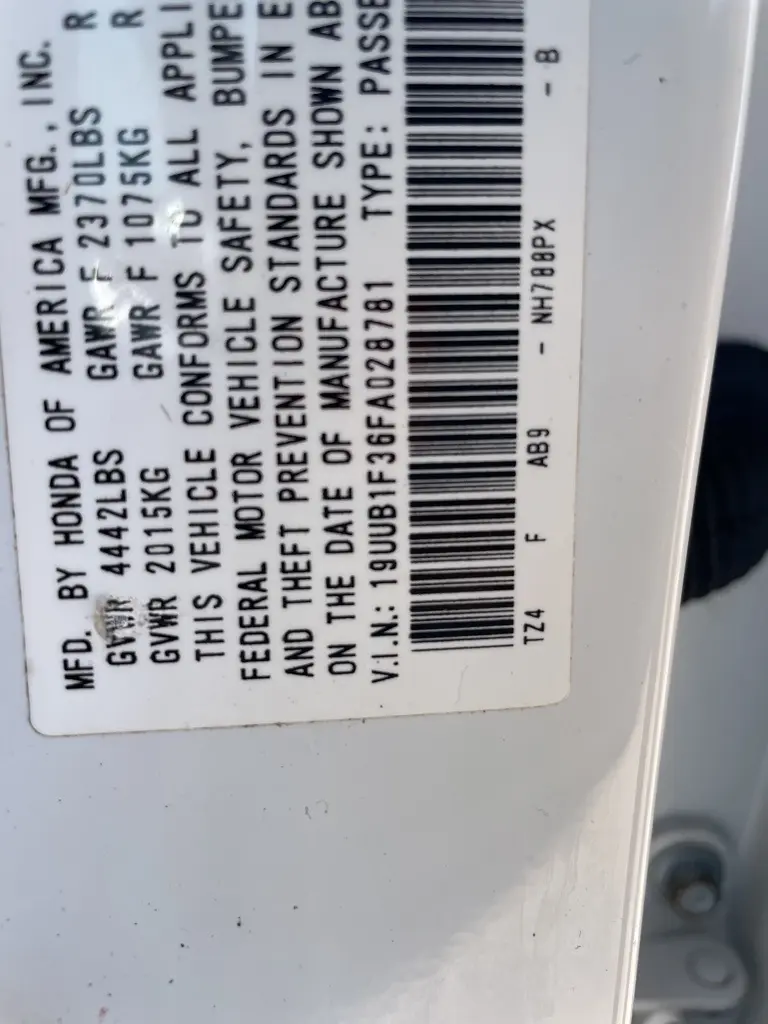 MFD. BY HONDA OF AMERICA MFG., INC.
GVWR 4442LBS GAWR F 2370LBS R
GVWR 2015KG GAWR F 1075KG R
THIS VEHICLE CONFORMS TO ALL APPLI
FEDERAL MOTOR VEHICLE SAFETY, BUMPE
AND THEFT PREVENTION STANDARDS IN E
ON THE DATE OF MANUFACTURE SHOWN AB
V.I.N.: 19UUB1F36FA028781 TYPE: PASSE
TZ4 F AB9 - NH788PX - B